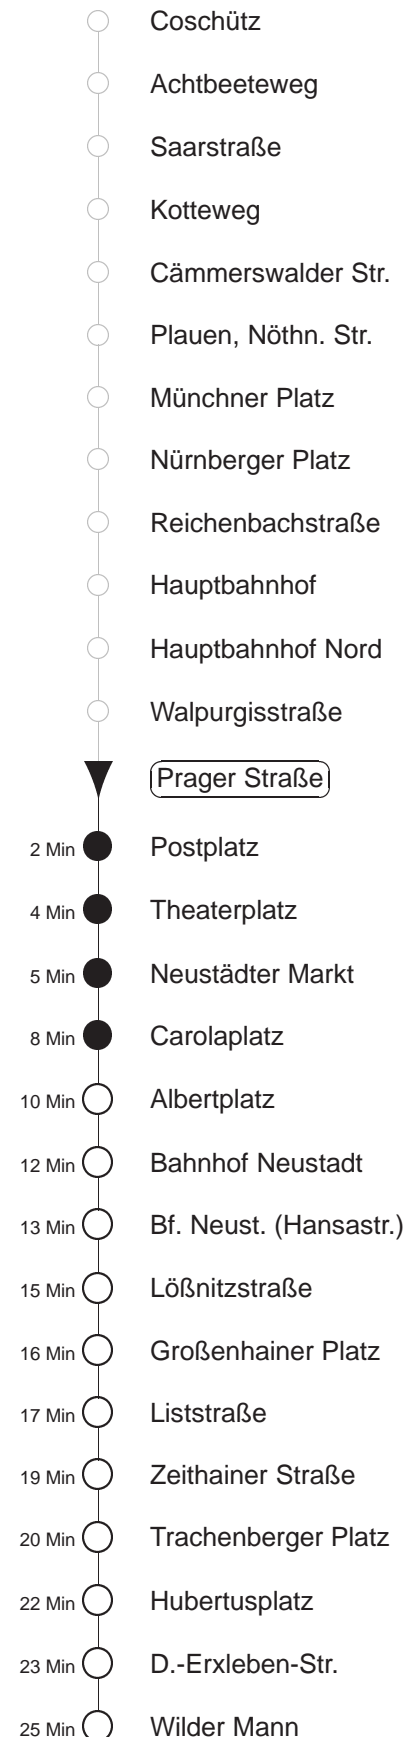 Coschütz
Achtbeeteweg
Saarstraße
Kotteweg
Cämmerswalder Str.
Plauen, Nöthn. Str.
Münchner Platz
Nürnberger Platz
Reichenbachstraße
Hauptbahnhof
Hauptbahnhof Nord
Walpurgisstraße
Prager Straße
2 Min Postplatz
4 Min Theaterplatz
5 Min Neustädter Markt
8 Min Carolaplatz
10 Min Albertplatz
12 Min Bahnhof Neustadt
13 Min Bf. Neust. (Hansastr.)
15 Min Lößnitzstraße
16 Min Großenhainer Platz
17 Min Liststraße
19 Min Zeithainer Straße
20 Min Trachenberger Platz
22 Min Hubertusplatz
23 Min D.-Erxleben-Str.
25 Min Wilder Mann